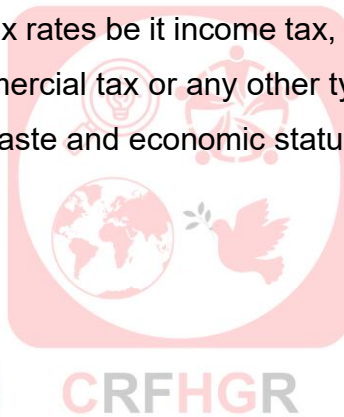 x rates be it income tax,
mercial tax or any other ty
aste and economic statu
CRFHGR